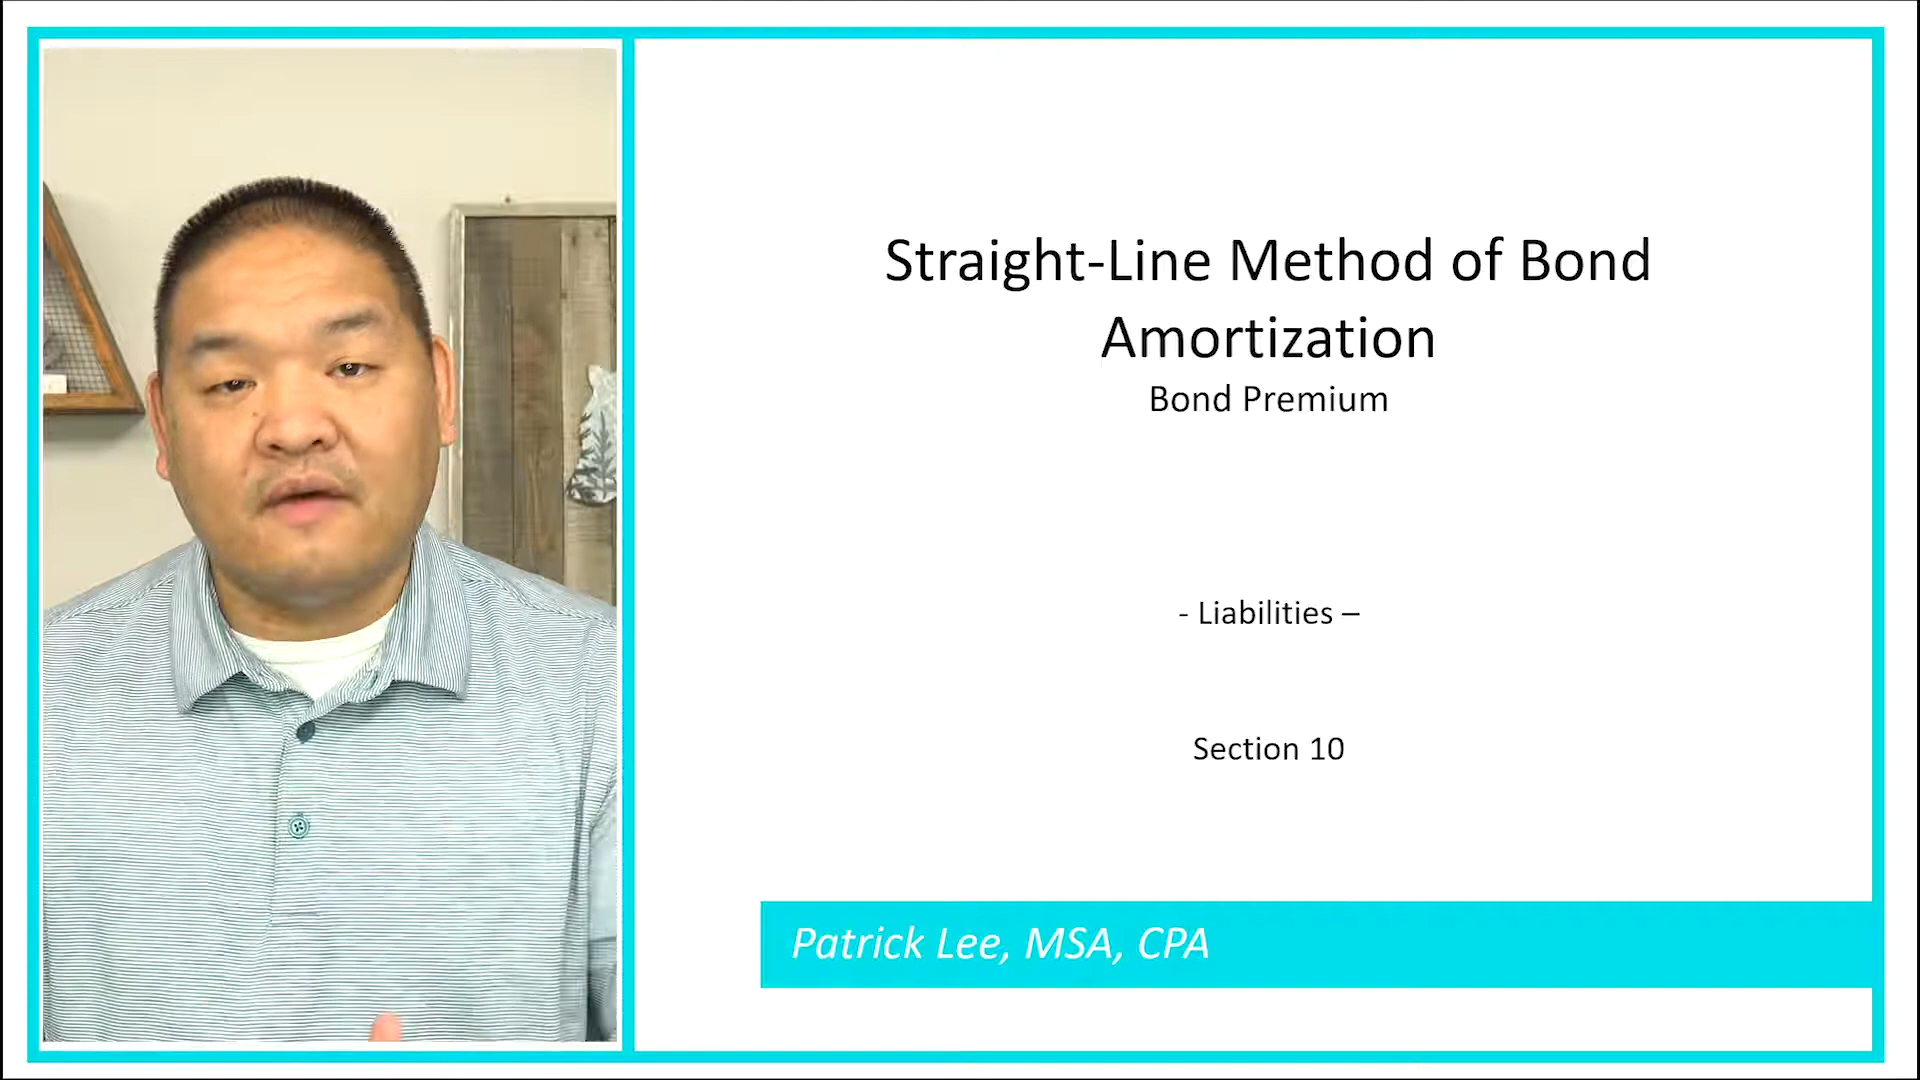 Straight-Line Method of Bond
Amortization
Bond Premium
- Liabilities –
Section 10
Patrick Lee, MSA, CPA